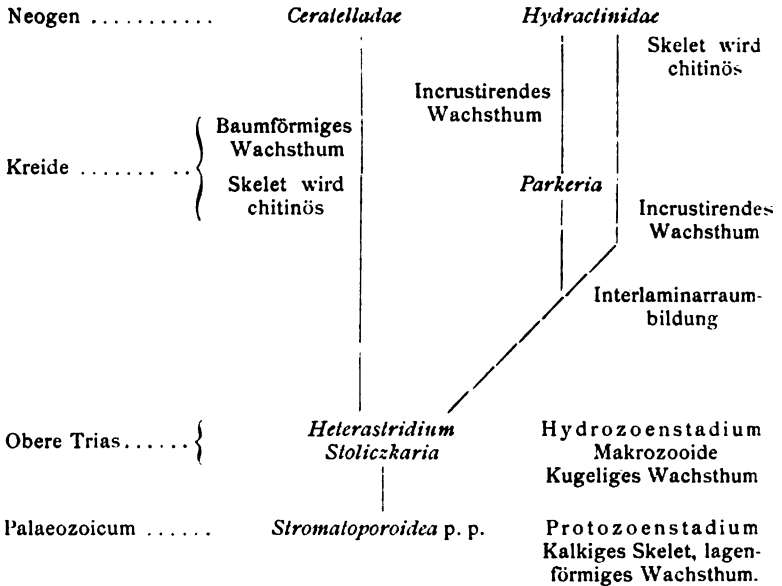 Neogen ........... Ceratelladae Hydractinidae
Skelet wird
chitinös
Incrustirendes
Wachsthum
Kreide ....... ..
Baumförmiges
Wachsthum
Skelet wird
chitinös
Parkeria
Incrustirendes
Wachsthum
Interlaminarraum-
bildung
Obere Trias......
Heterastridium
Stoliczkaria
Hydrozoenstadium
Makrozooide
Kugeliges Wachsthum
Palaeozoicum ...... Stromatoporoidea p. p.
Protozoenstadium
Kalkiges Skelet, lagen-
förmiges Wachsthum.